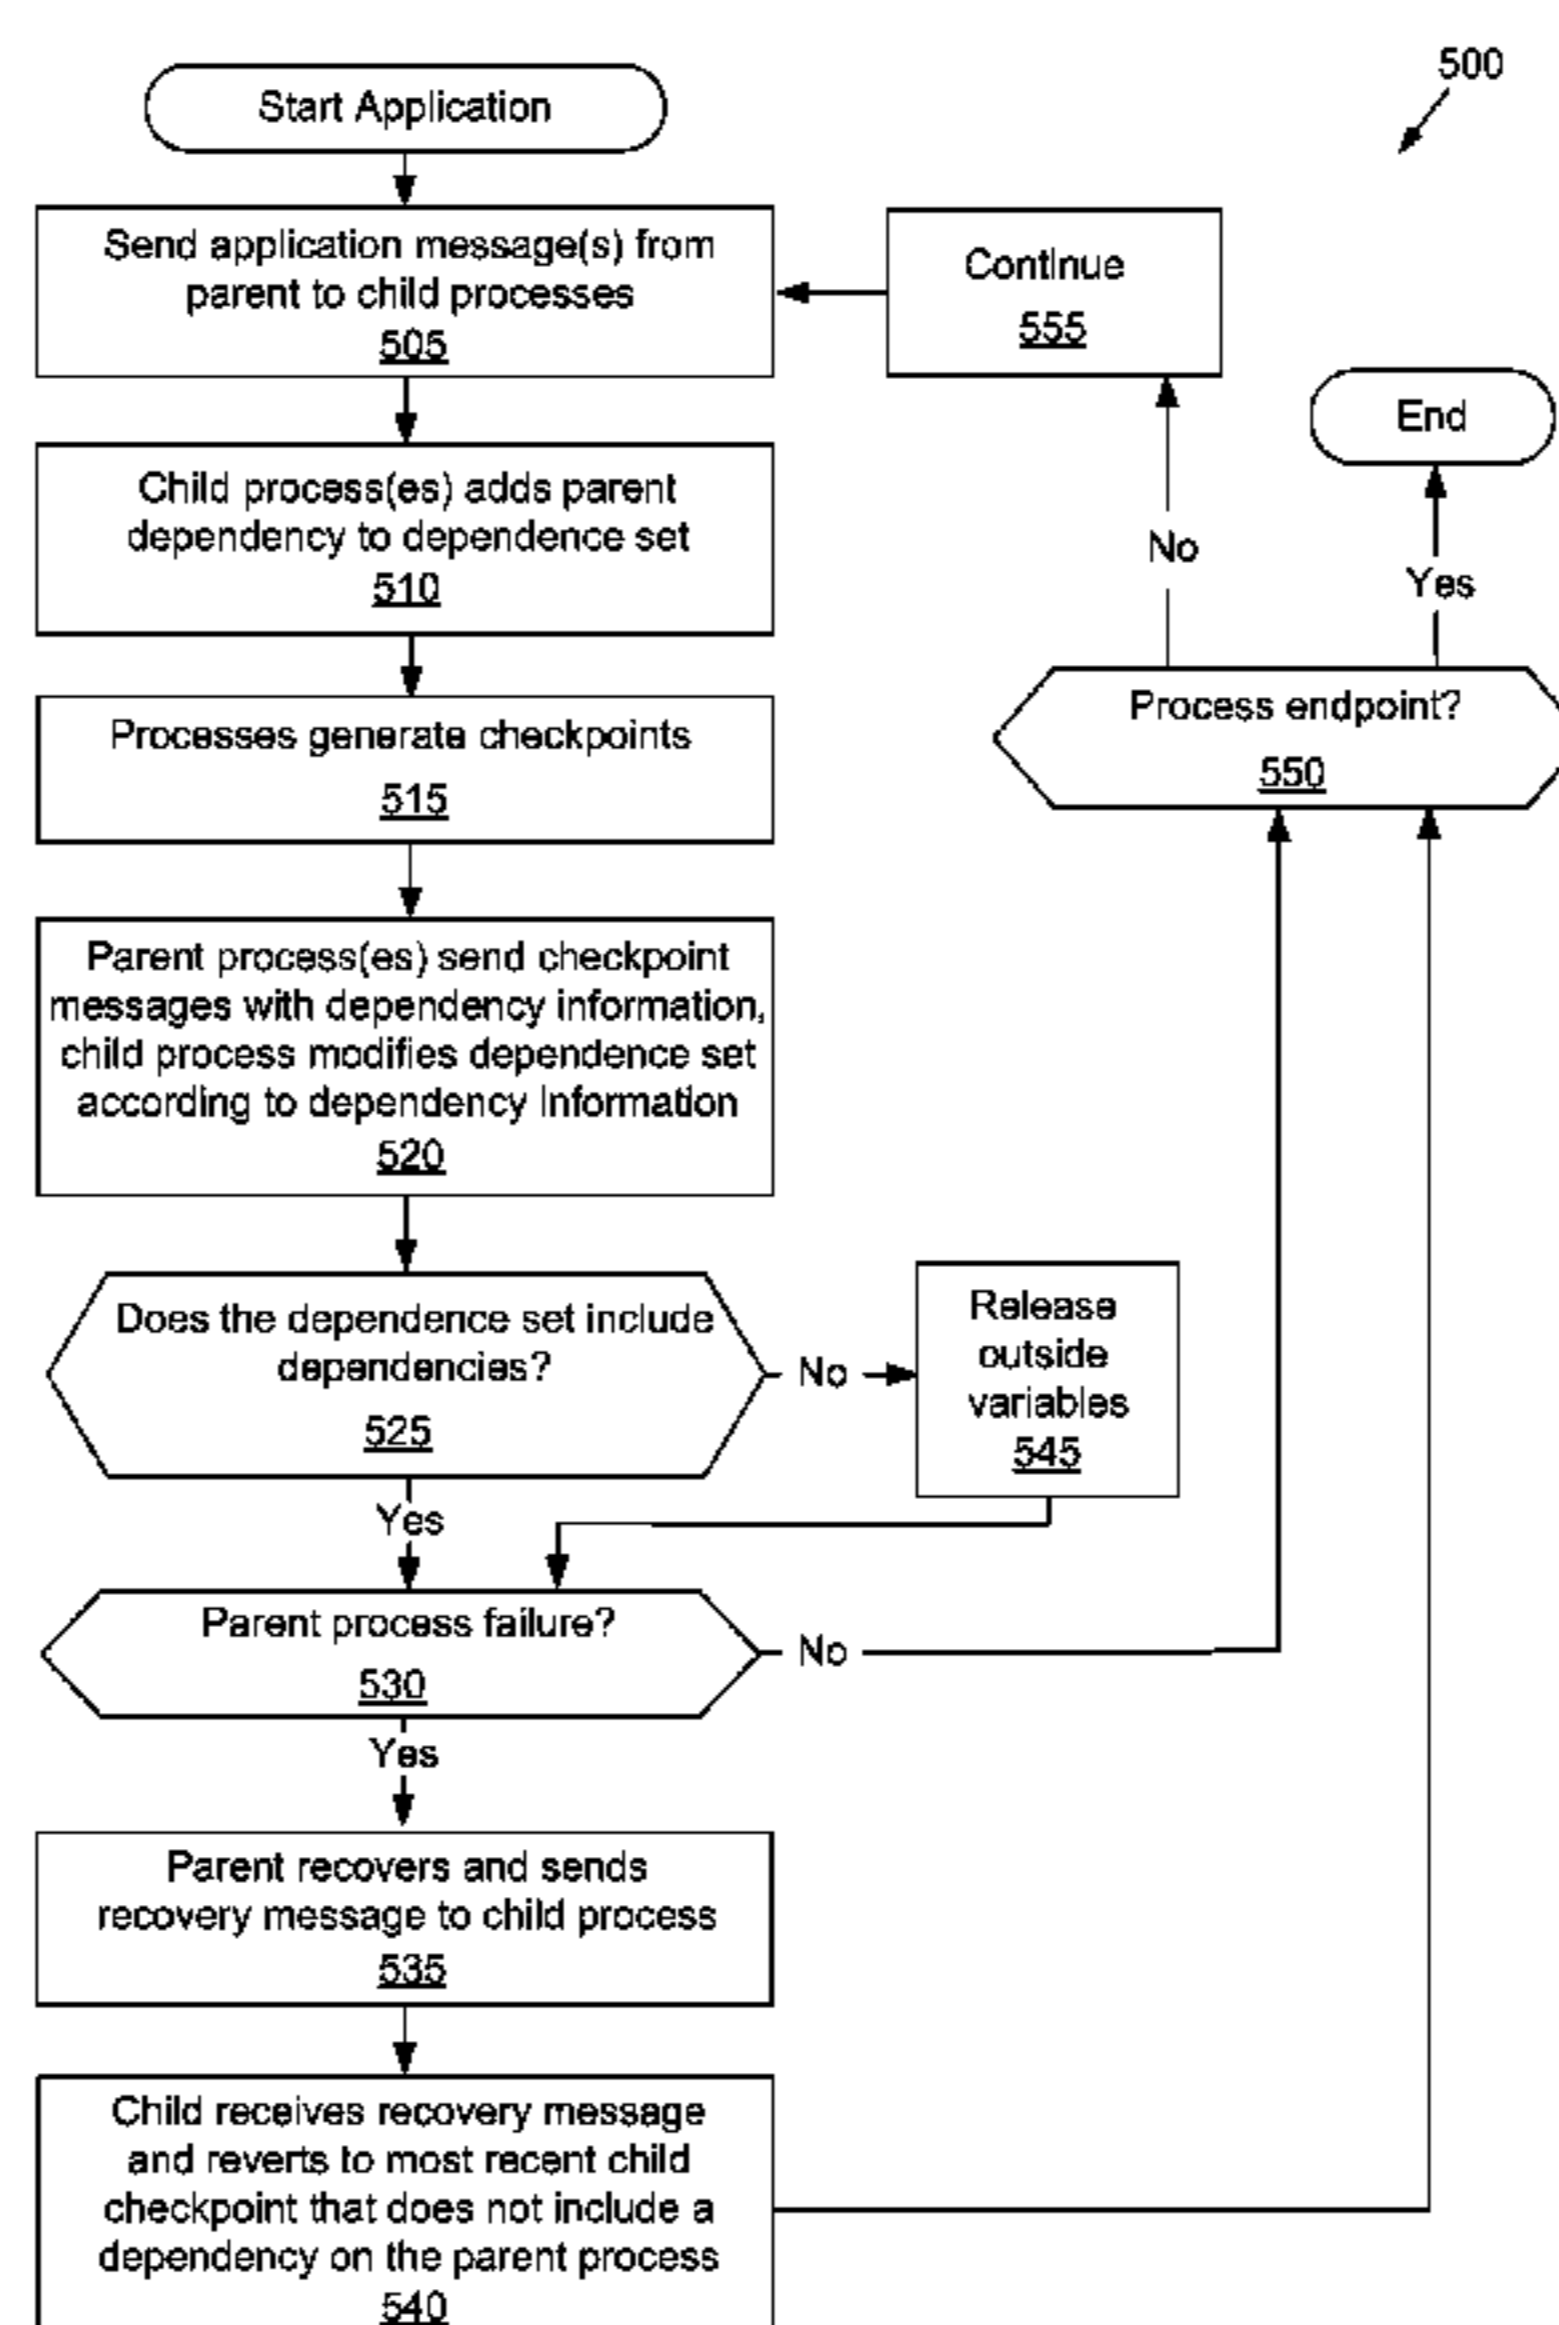 500
Start Application
Send application message(s) from
parent to child processes
505
Continue
555
End
Child process(es) adds parent
dependency to dependence set
510
No
Yes
Processes generate checkpoints
515
Process endpoint?
550
Parent process(es) send checkpoint
messages with dependency information,
child process modifies dependence set
according to dependency Information
520
Does the dependence set include
dependencies?
525
No
Release
outside
variables
545
Yes
Parent process failure?
530
No
Yes
Parent recovers and sends
recovery message to child process
535
Child receives recovery message
and reverts to most recent child
checkpoint that does not include a
dependency on the parent process
540